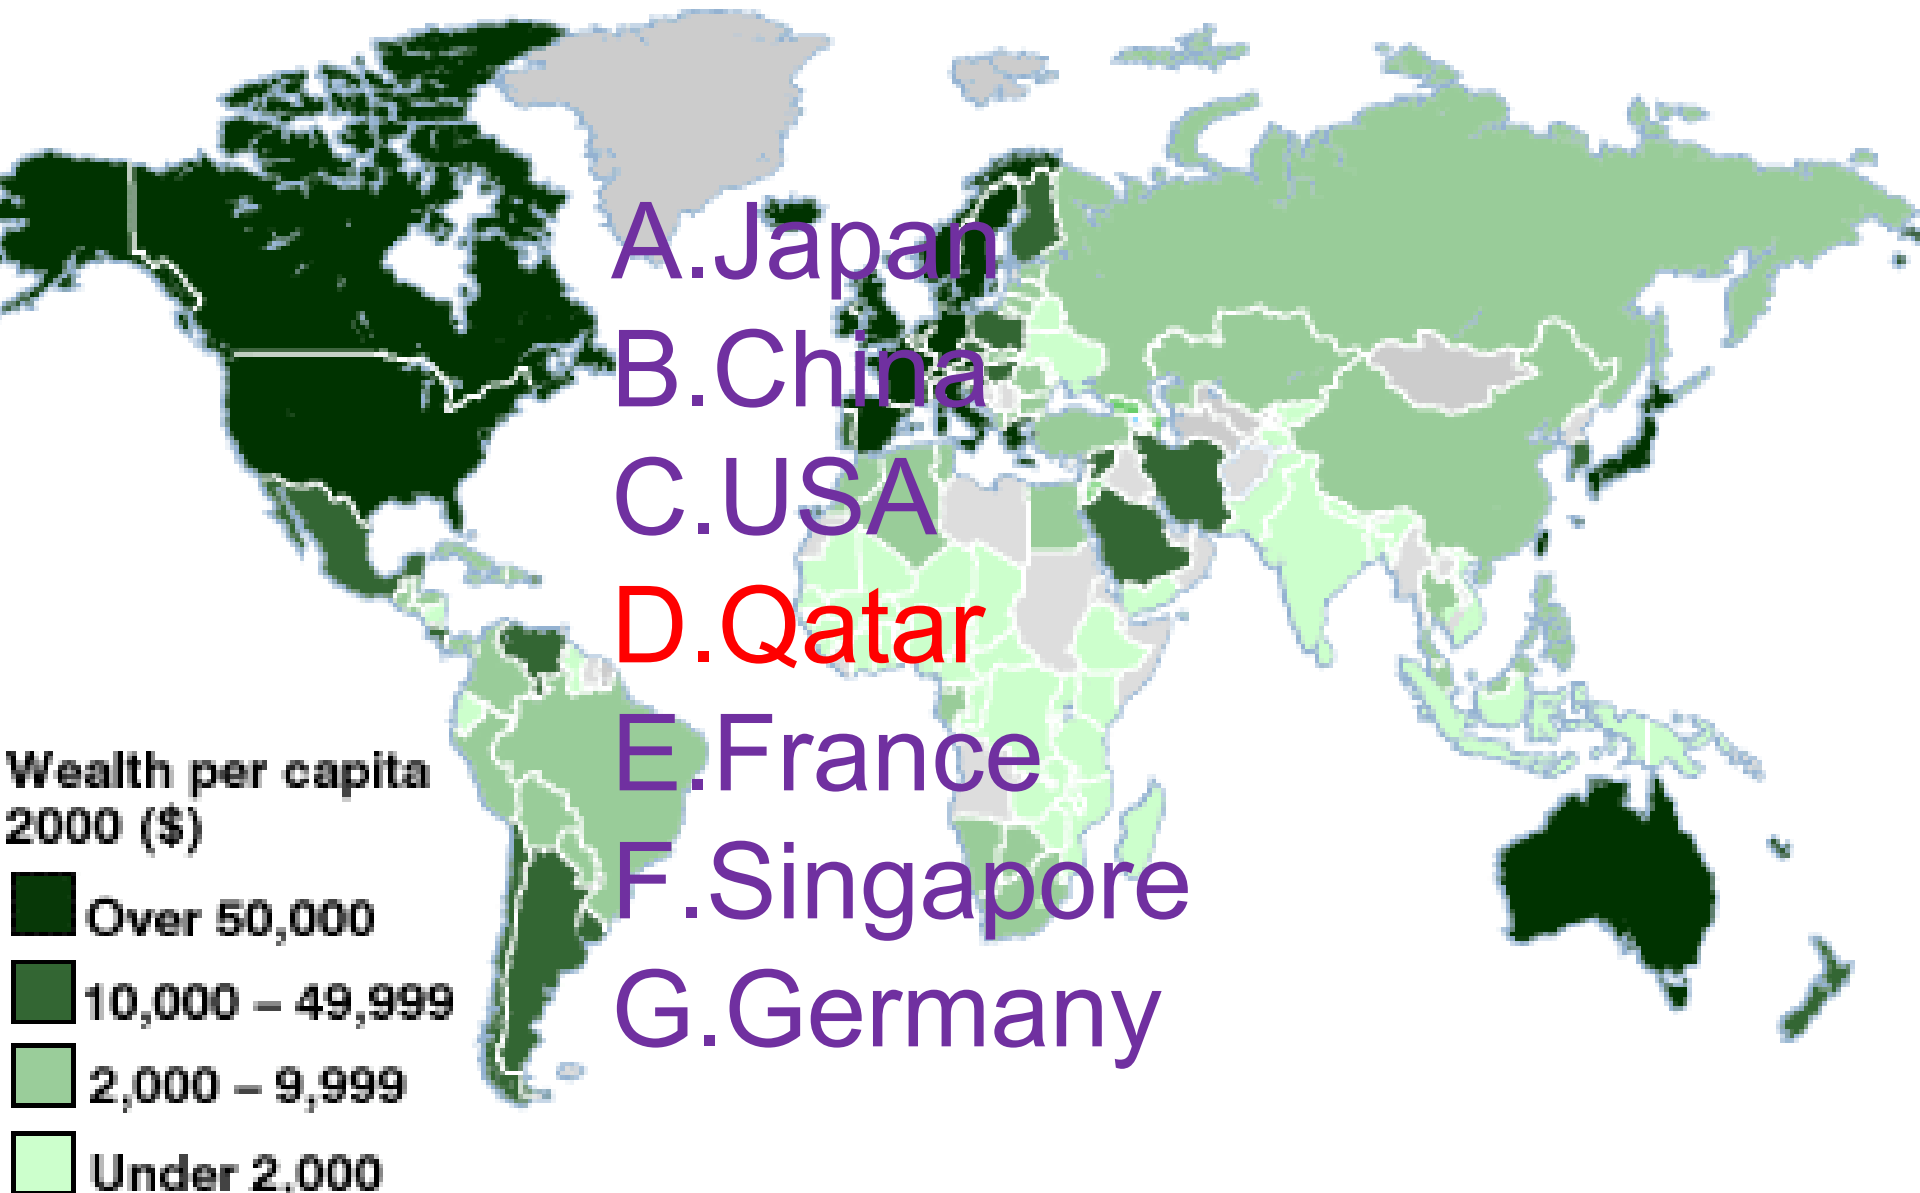 A.Japan
B.China
C.USA
D.Qatar
E.France
F.Singapore
G.Germany
Wealth per capita
2000 ($)
Over 50,000
10,000 – 49,999
2,000 – 9,999
Under 2,000